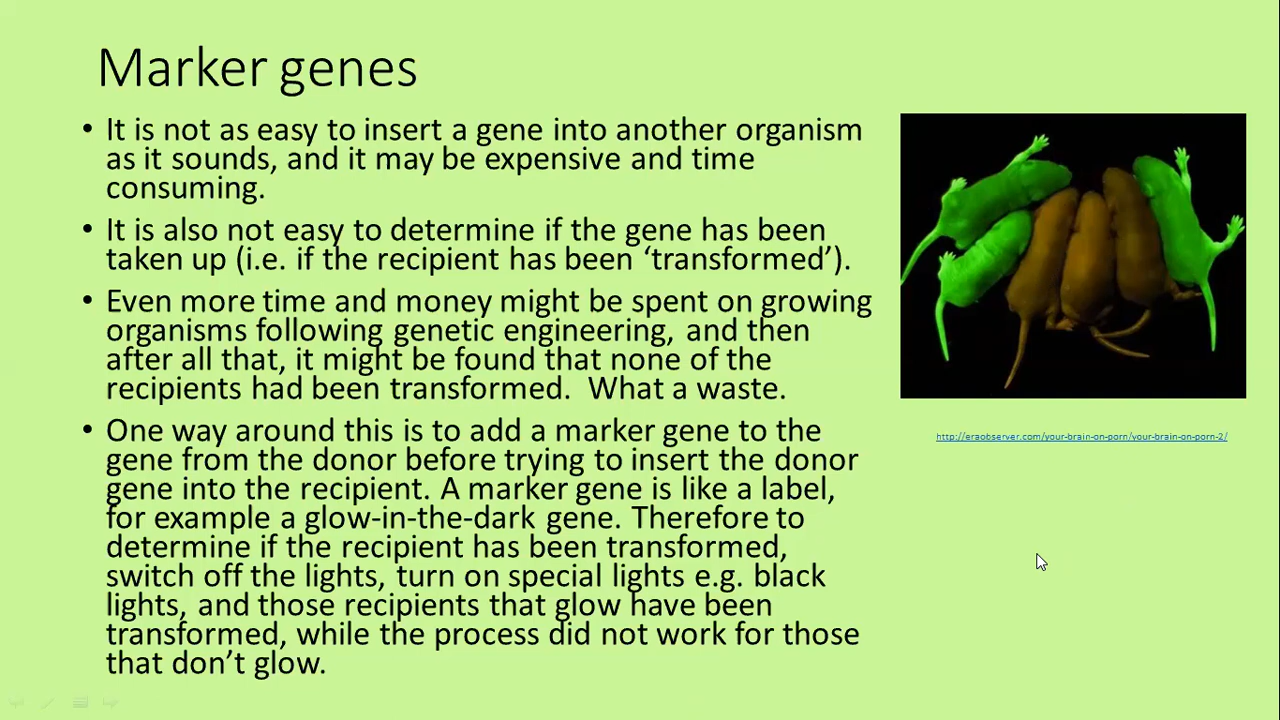 Marker genes
• It is not as easy to insert a gene into another organism
as it sounds, and it may be expensive and time
consuming.
• It is also not easy to determine if the gene has been
taken up (i.e. if the recipient has been ‘transformed’).
• Even more time and money might be spent on growing
organisms following genetic engineering, and then
after all that, it might be found that none of the
recipients had been transformed.  What a waste.
• One way around this is to add a marker gene to the
gene from the donor before trying to insert the donor
gene into the recipient. A marker gene is like a label,
for example a glow-in-the-dark gene. Therefore to
determine if the recipient has been transformed,
switch off the lights, turn on special lights e.g. black
lights, and those recipients that glow have been
transformed, while the process did not work for those
that don’t glow.
http://eraobserver.com/your-brain-on-porn/your-brain-on-porn-2/